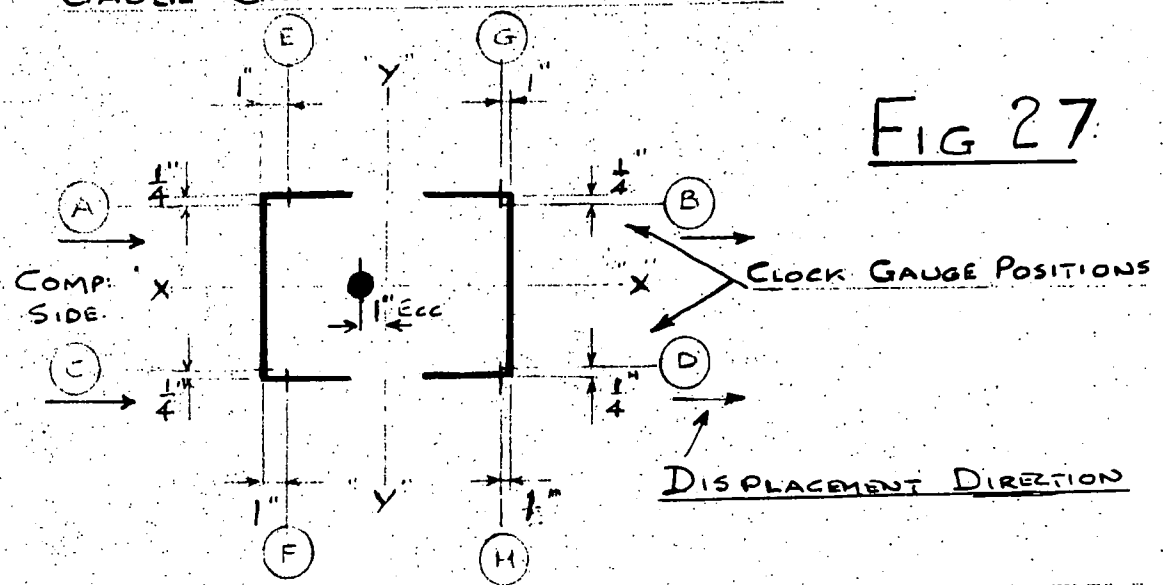 E G
"Y"
1" 1"
FIG 27
1/4" 1/4"
A B
COMP: X "X" CLOCK GAUGE POSITIONS
SIDE.
1" Ecc
C D
1/4" 1/4"
DISPLACEMENT DIRECTION
1" "Y"
F H